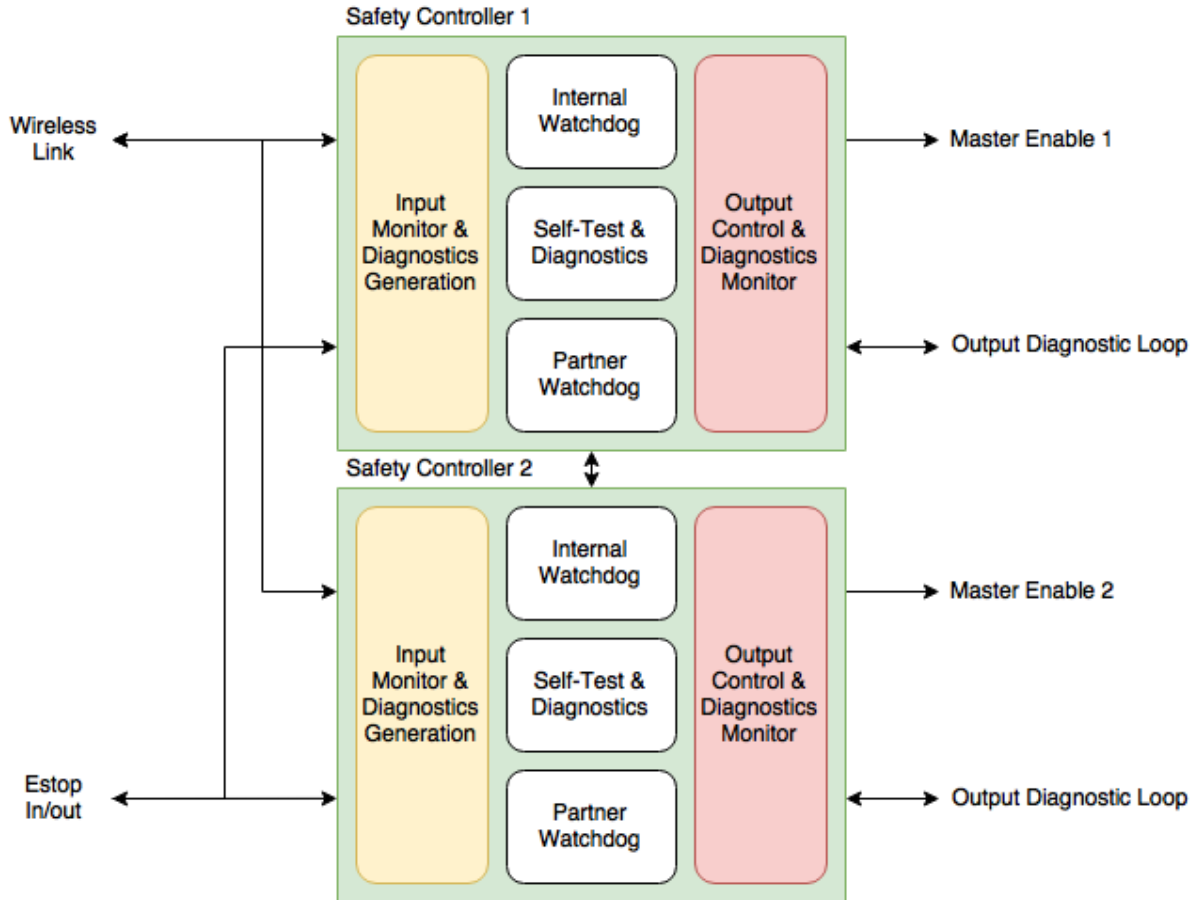 Safety Controller 1
Wireless
Link
Input
Monitor &
Diagnostics
Generation
Internal
Watchdog
Self-Test &
Diagnostics
Partner
Watchdog
Output
Control &
Diagnostics
Monitor
Master Enable 1
Output Diagnostic Loop
Safety Controller 2
Estop
In/out
Input
Monitor &
Diagnostics
Generation
Internal
Watchdog
Self-Test &
Diagnostics
Partner
Watchdog
Output
Control &
Diagnostics
Monitor
Master Enable 2
Output Diagnostic Loop